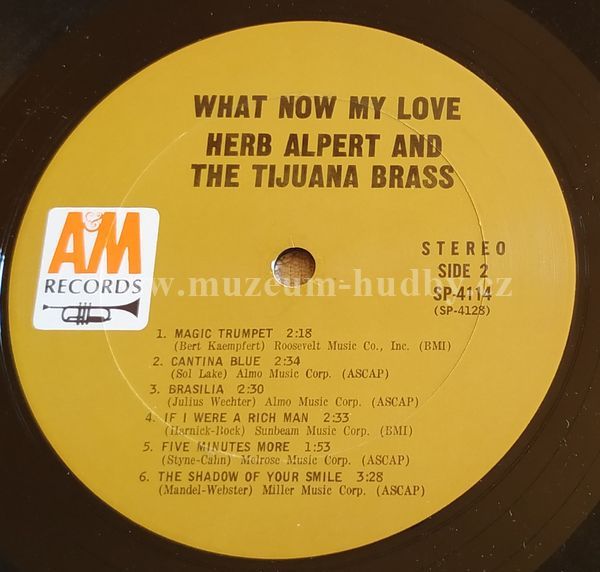 WHAT NOW MY LOVE
HERB ALPERT AND
THE TIJUANA BRASS
A&M
RECORDS
STEREO
SIDE 2
SP-4114
(SP-4128)
www.muzeum-hudby.cz
1. MAGIC TRUMPET 2:18
(Bert Kaempfert) Roosevelt Music Co., Inc. (BMI)
2. CANTINA BLUE 2:34
(Sol Lake) Almo Music Corp. (ASCAP)
3. BRASILIA 2:30
(Julius Wechter) Almo Music Corp. (ASCAP)
4. IF I WERE A RICH MAN 2:33
(Harnick-Bock) Sunbeam Music Corp. (BMI)
5. FIVE MINUTES MORE 1:53
(Styne-Cahn) Melrose Music Corp. (ASCAP)
6. THE SHADOW OF YOUR SMILE 3:28
(Mandel-Webster) Miller Music Corp. (ASCAP)